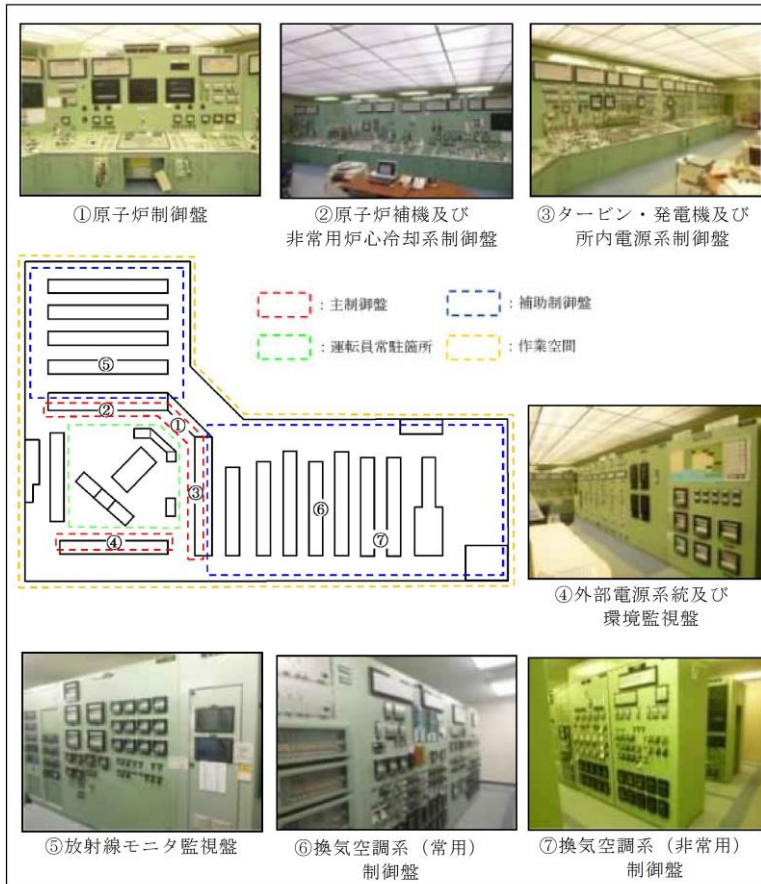 ①原子炉制御盤
②原子炉補機及び
非常用炉心冷却系制御盤
③タービン・発電機及び
所内電源系制御盤
：主制御盤
：補助制御盤
：運転員常駐箇所
：作業空間
⑤
②
①
③
⑥
⑦
④
④外部電源系統及び
環境監視盤
⑤放射線モニタ監視盤
⑥換気空調系（常用）
制御盤
⑦換気空調系（非常用）
制御盤